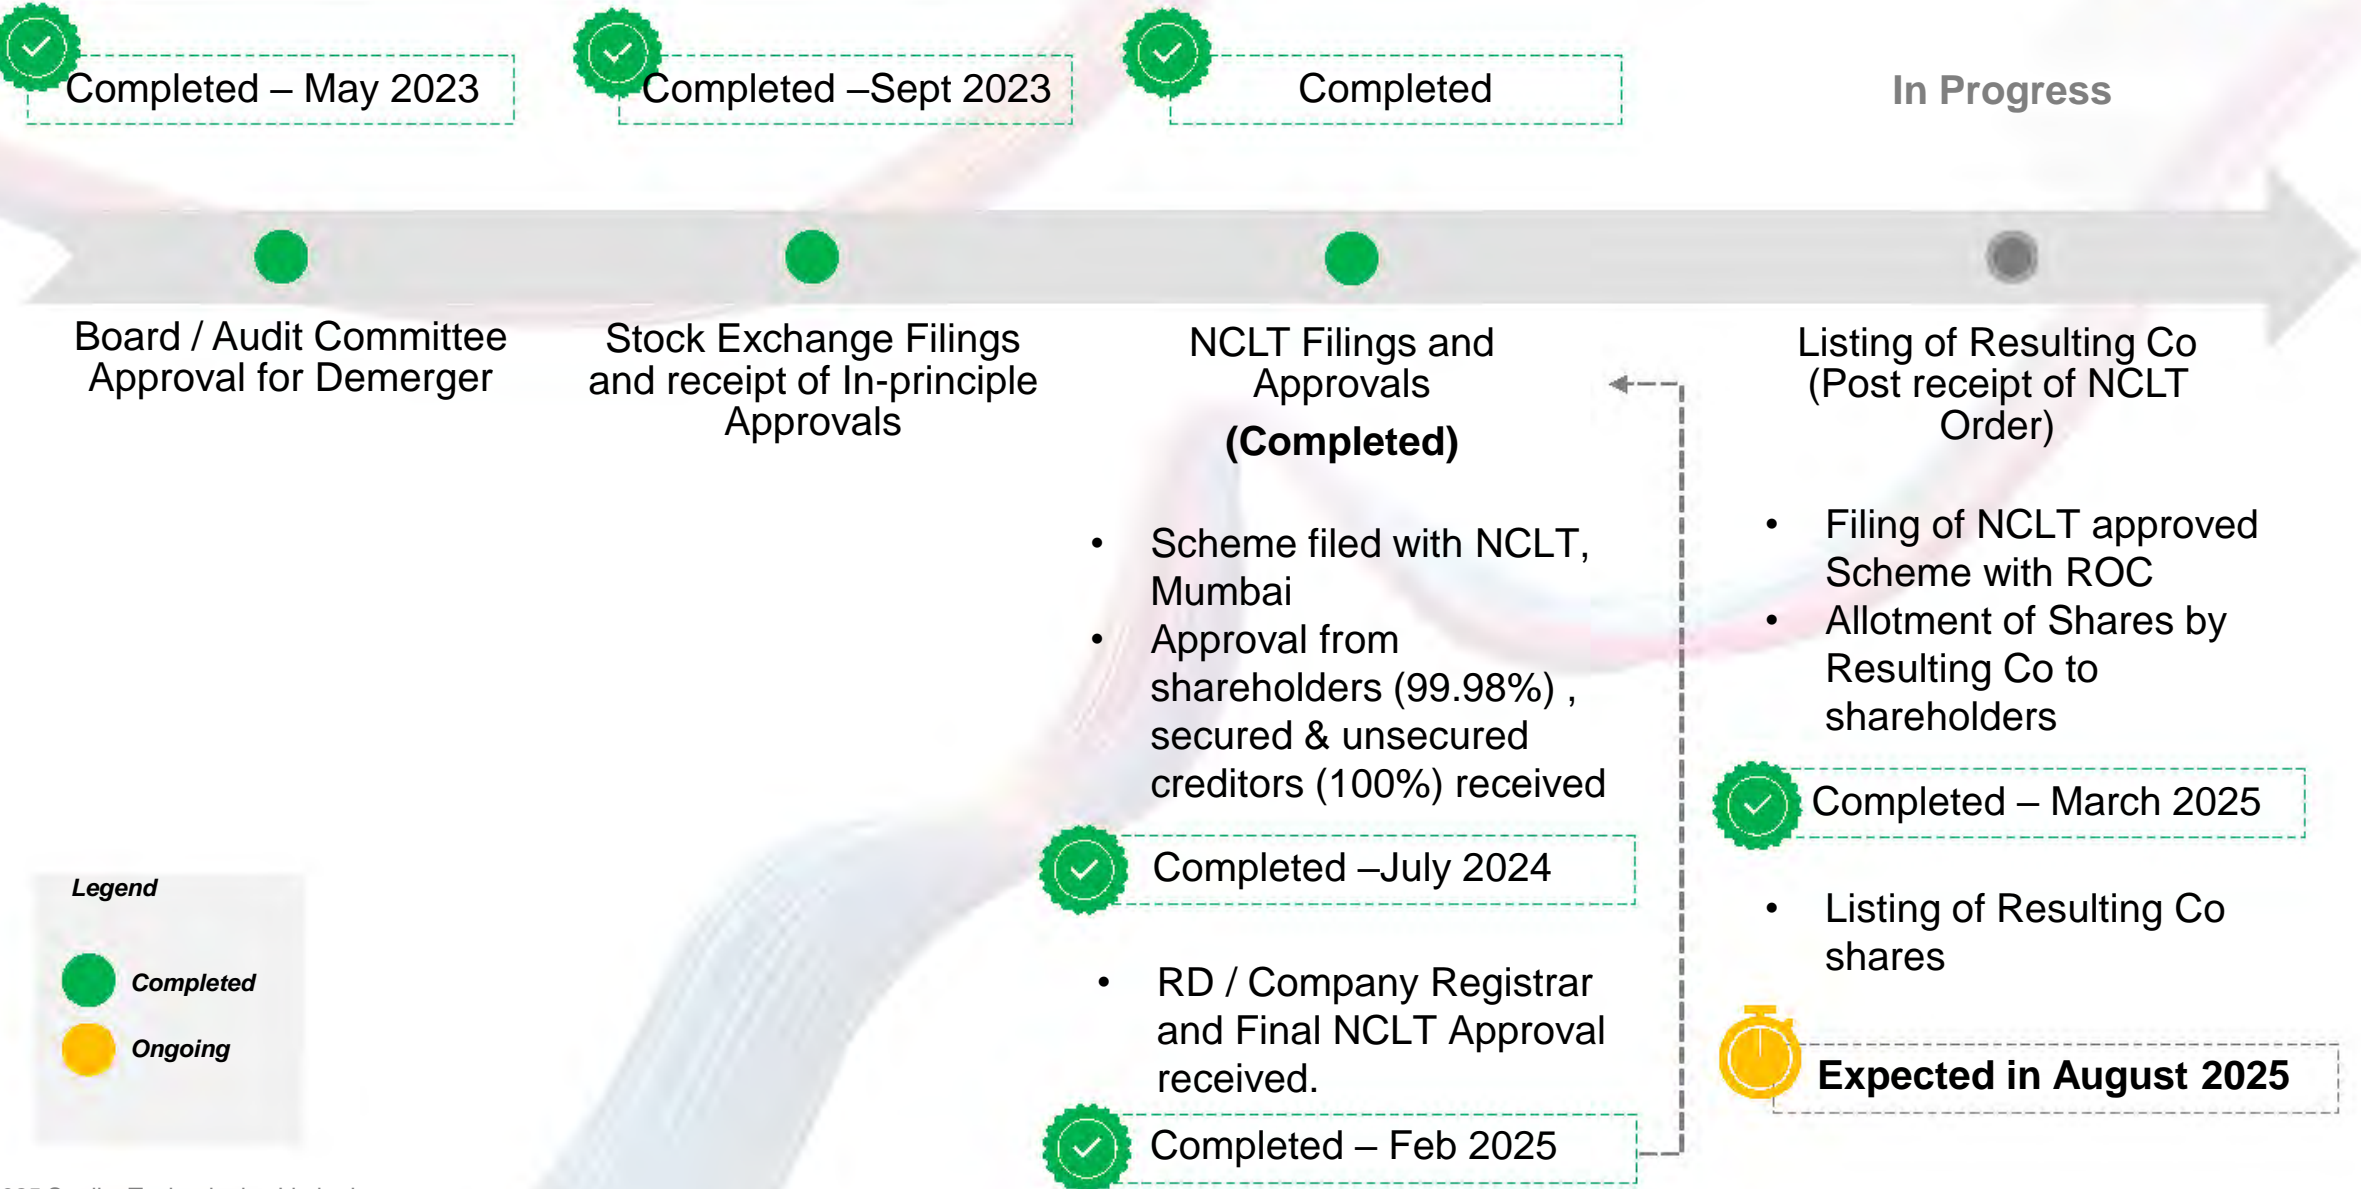 Completed – May 2023
Completed –Sept 2023
Completed
In Progress
Board / Audit Committee
Approval for Demerger
Stock Exchange Filings
and receipt of In-principle
Approvals
NCLT Filings and
Approvals
(Completed)
• Scheme filed with NCLT,
Mumbai
• Approval from
shareholders (99.98%) ,
secured & unsecured
creditors (100%) received
Completed –July 2024
• RD / Company Registrar
and Final NCLT Approval
received.
Completed – Feb 2025
Listing of Resulting Co
(Post receipt of NCLT
Order)
• Filing of NCLT approved
Scheme with ROC
• Allotment of Shares by
Resulting Co to
shareholders
Completed – March 2025
• Listing of Resulting Co
shares
Expected in August 2025
Legend
Completed
Ongoing